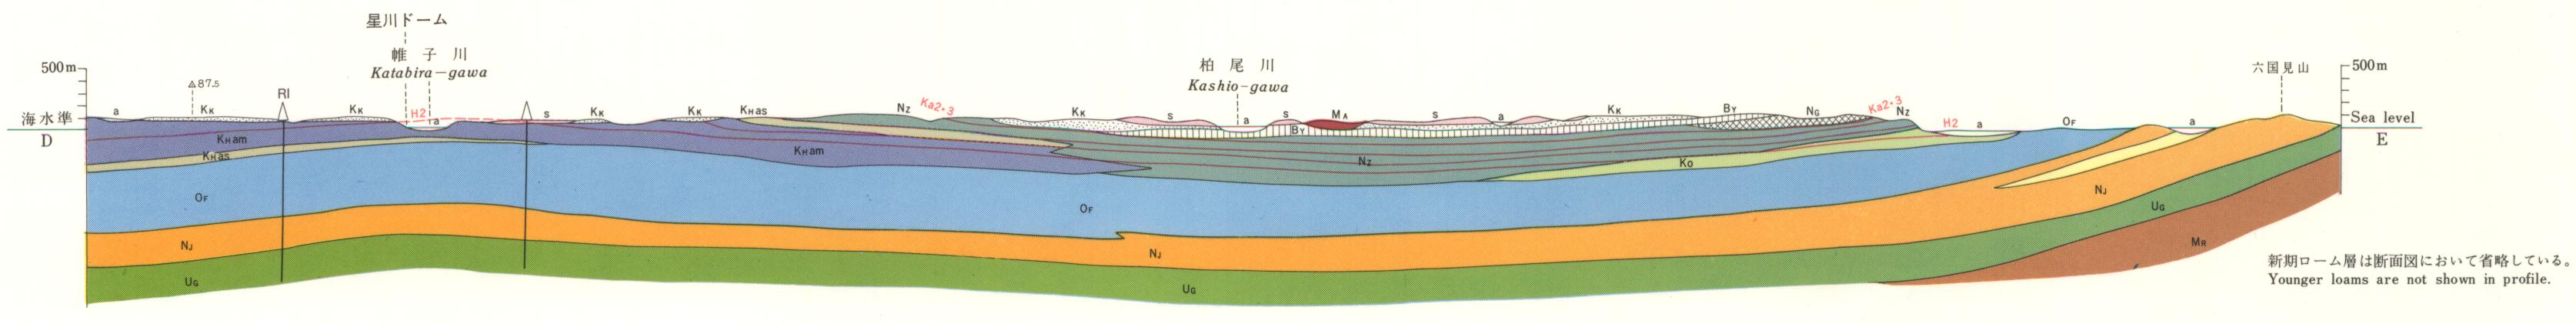 星川ドーム
帷子川
Katabira-gawa
柏尾川
Kashio-gawa
六国見山
500m
500m
87.5
RI
海水準
D
Sea level
E
a
KK
KK
H2
a
s
KK
KK
KHas
NZ
Ka2・3
KK
s
a
s
MA
s
a
KK
BY
NG
Ka2・3
NZ
H2
a
OF
a
KHam
KHas
KHam
BY
NZ
KO
OF
OF
NJ
NJ
NJ
UG
UG
UG
MR
新期ローム層は断面図において省略している。
Younger loams are not shown in profile.